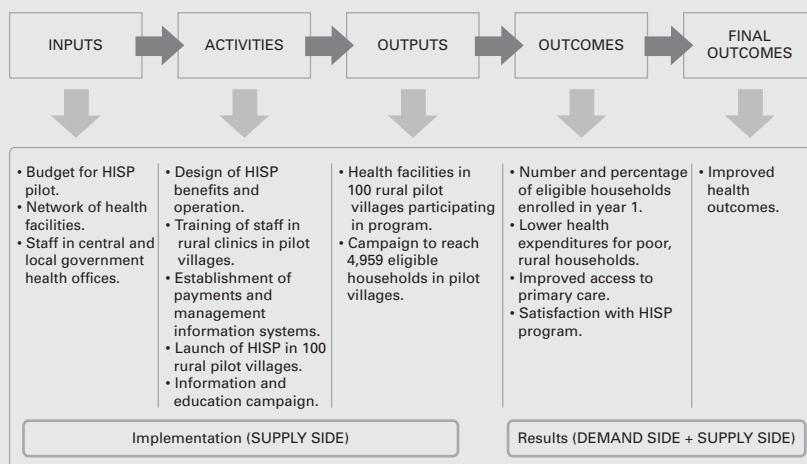 INPUTS
ACTIVITIES
OUTPUTS
OUTCOMES
FINAL
OUTCOMES
• Budget for HISP
pilot.
• Network of health
facilities.
• Staff in central and
local government
health offices.
• Design of HISP
benefits and
operation.
• Training of staff in
rural clinics in pilot
villages.
• Establishment of
payments and
management
information systems.
• Launch of HISP in 100
rural pilot villages.
• Information and
education campaign.
• Health facilities in
100 rural pilot
villages participating
in program.
• Campaign to reach
4,959 eligible
households in pilot
villages.
• Number and percentage
of eligible households
enrolled in year 1.
• Lower health
expenditures for poor,
rural households.
• Improved access to
primary care.
• Satisfaction with HISP
program.
• Improved
health
outcomes.
Implementation (SUPPLY SIDE)
Results (DEMAND SIDE + SUPPLY SIDE)